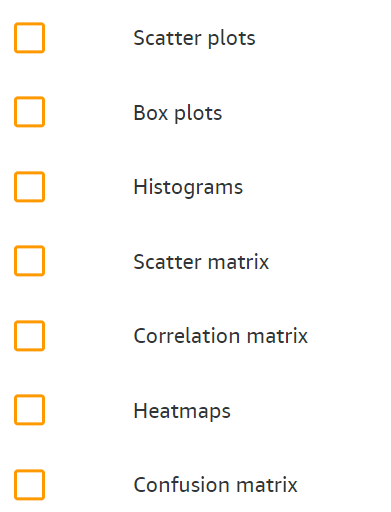 Scatter plots
Box plots
Histograms
Scatter matrix
Correlation matrix
Heatmaps
Confusion matrix